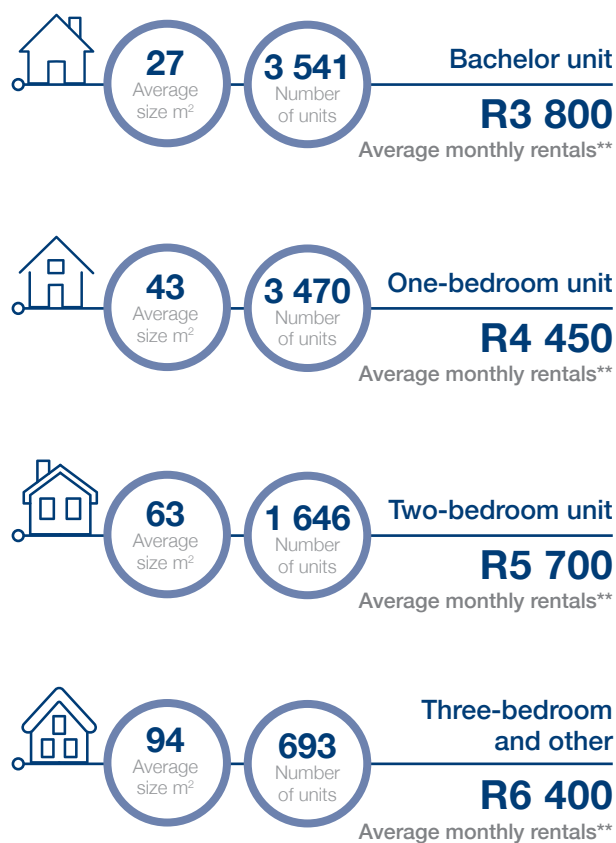 27
Average
size m²
3 541
Number
of units
Bachelor unit
R3 800
Average monthly rentals**
43
Average
size m²
3 470
Number
of units
One-bedroom unit
R4 450
Average monthly rentals**
63
Average
size m²
1 646
Number
of units
Two-bedroom unit
R5 700
Average monthly rentals**
94
Average
size m²
693
Number
of units
Three-bedroom
and other
R6 400
Average monthly rentals**